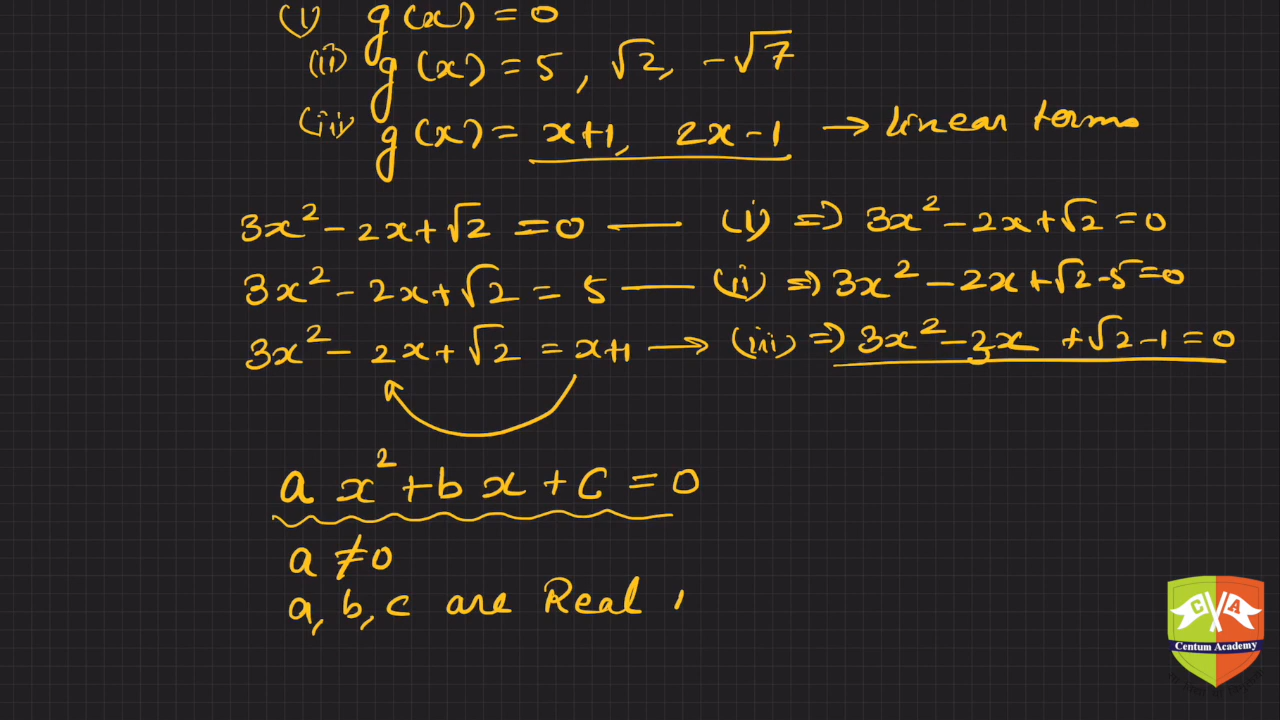 (i) g(x) = 0
(ii) g(x) = 5, √2, -√7
(iii) g(x) = x+1, 2x-1 → linear terms
3x² - 2x + √2 = 0 — (i) ⇒ 3x² - 2x + √2 = 0
3x² - 2x + √2 = 5 — (ii) ⇒ 3x² - 2x + √2 - 5 = 0
3x² - 2x + √2 = x+1 → (iii) ⇒ 3x² - 3x + √2 - 1 = 0
a x² + b x + c = 0
a ≠ 0
a, b, c are Real
C A
Centum Academy